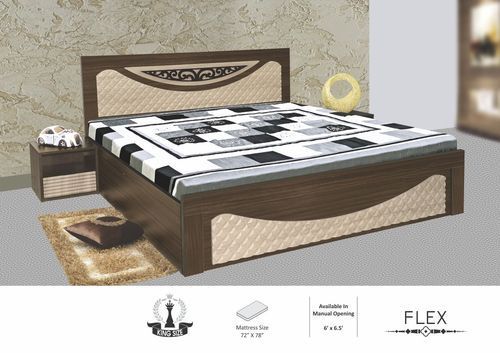 KING SIZE
Mattress Size
72" X 78"
Available In
Manual Opening
6' x 6.5'
FLEX